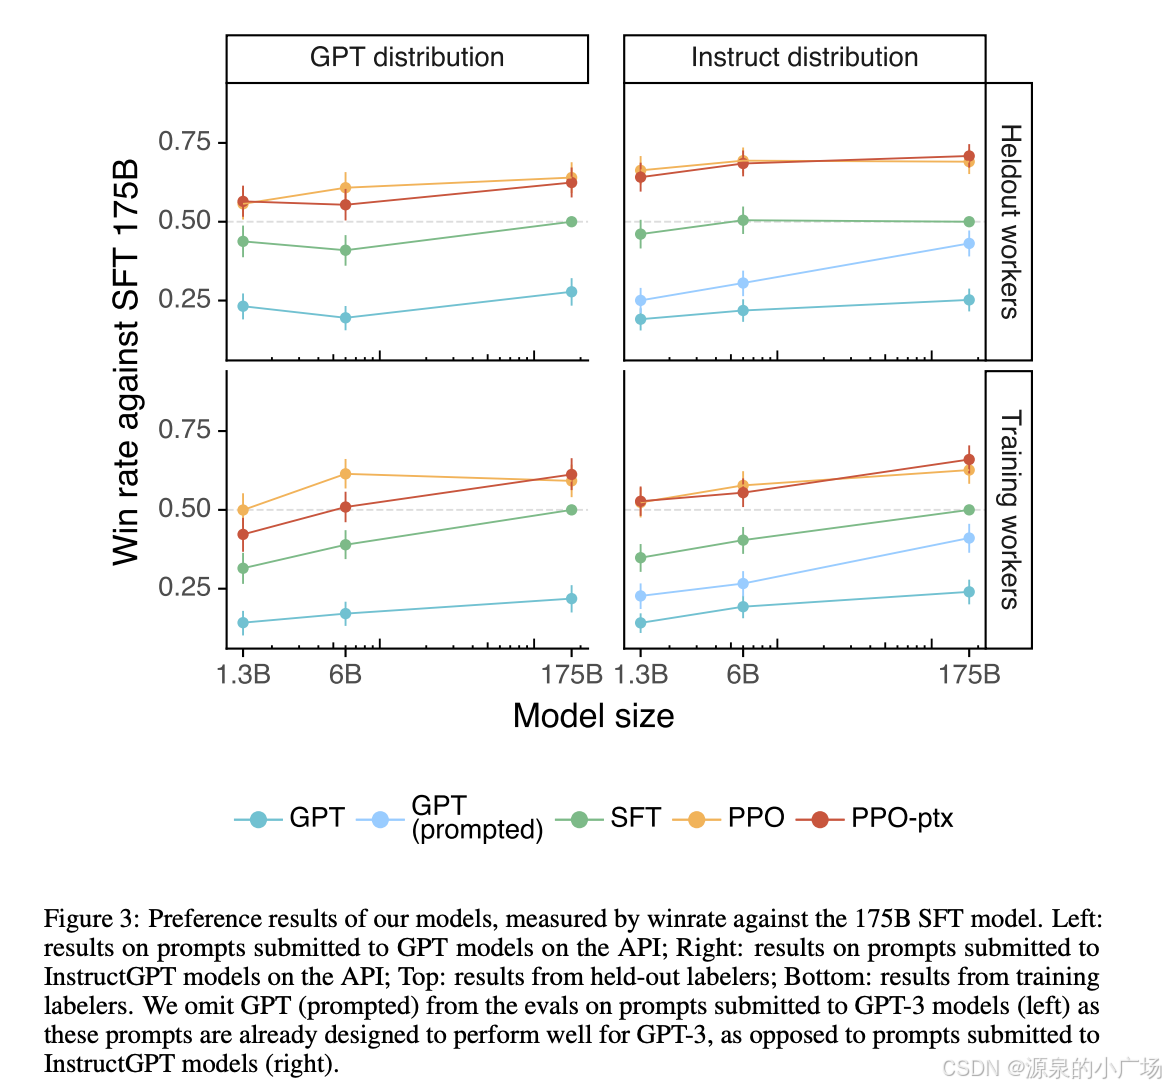 GPT distribution
Instruct distribution
Win rate against SFT 175B
0.75
0.50
0.25
Heldout workers
0.75
0.50
0.25
Training workers
1.3B 6B 175B 1.3B 6B 175B
Model size
GPT
GPT
(prompted)
SFT
PPO
PPO-ptx
Figure 3: Preference results of our models, measured by winrate against the 175B SFT model. Left:
results on prompts submitted to GPT models on the API; Right: results on prompts submitted to
InstructGPT models on the API; Top: results from held-out labelers; Bottom: results from training
labelers. We omit GPT (prompted) from the evals on prompts submitted to GPT-3 models (left) as
these prompts are already designed to perform well for GPT-3, as opposed to prompts submitted to
InstructGPT models (right).
CSDN @源泉的小广场